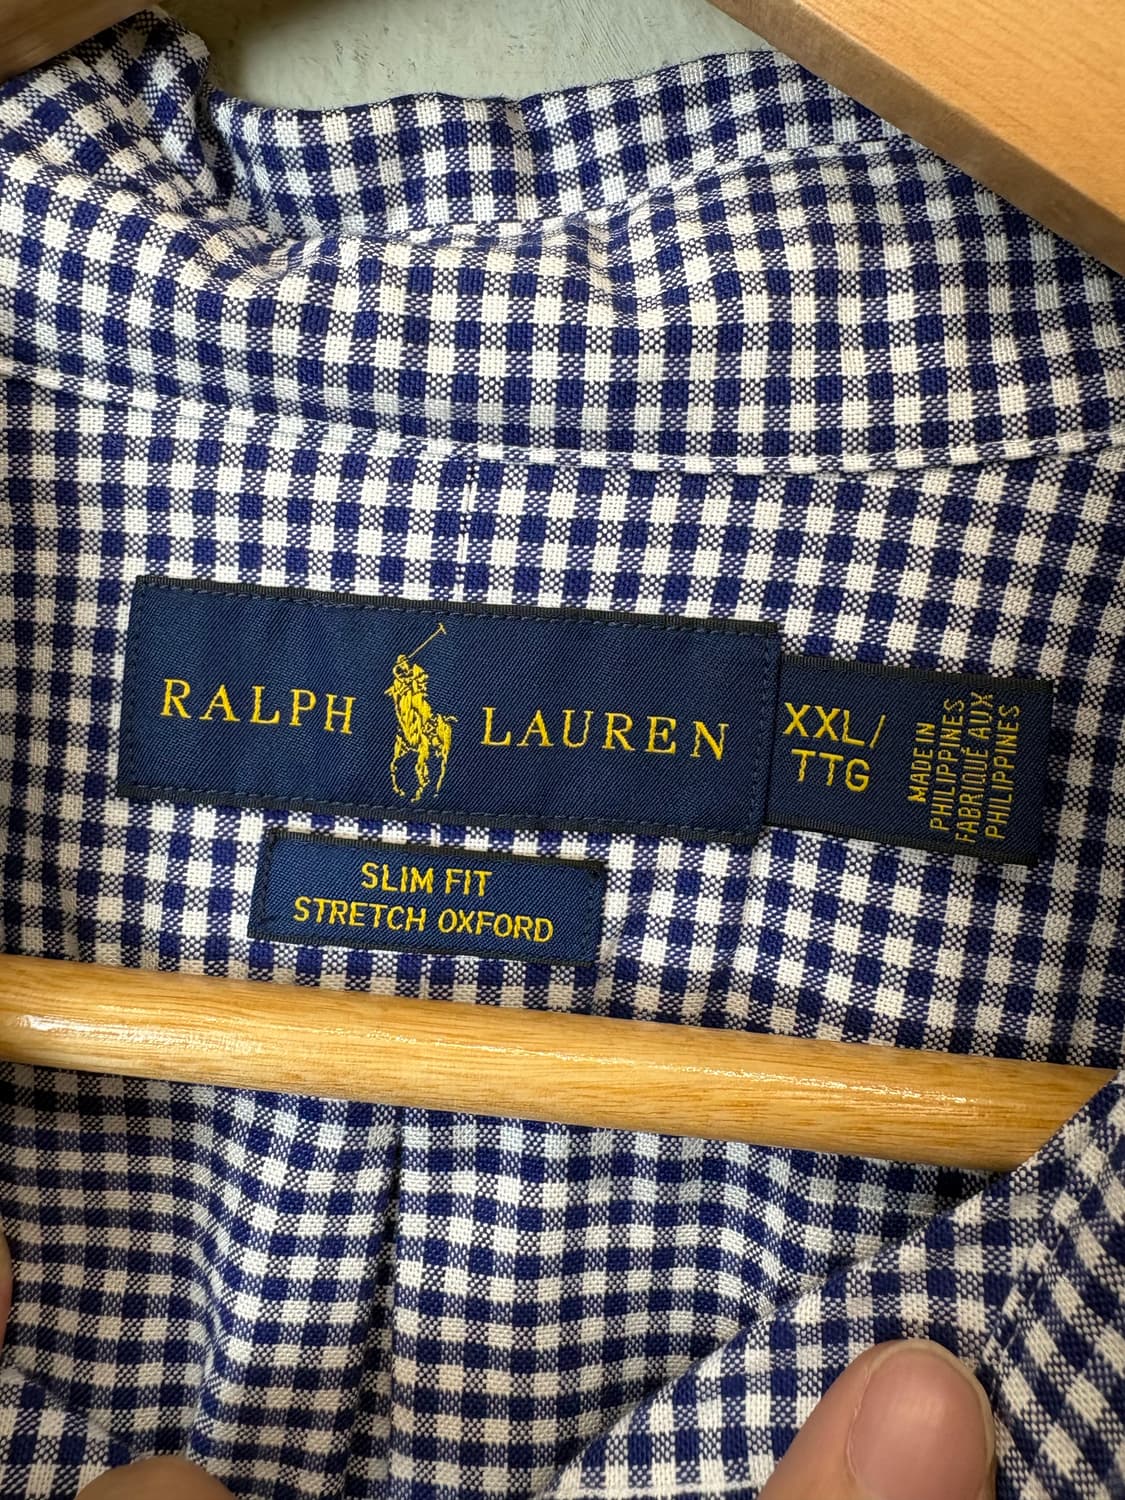 RALPH LAUREN
XXL/
TTG
MADE IN
PHILIPPINES
FABRIQUÉ AUX
PHILIPPINES
SLIM FIT
STRETCH OXFORD